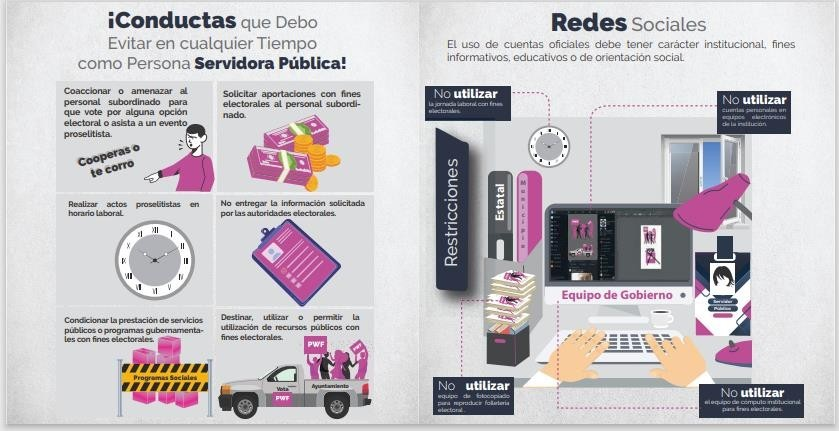 ¡Conductas que Debo
Evitar en cualquier Tiempo
como Persona Servidora Pública!
Coaccionar o amenazar al
personal subordinado para
que vote por alguna opción
electoral o asista a un evento
proselitista.
Cooperas o
te corro
Solicitar aportaciones con fines
electorales al personal subordi-
nado.
Realizar actos proselitistas en
horario laboral.
No entregar la información solicitada
por las autoridades electorales.
Condicionar la prestación de servicios
públicos o programas gubernamenta-
les con fines electorales.
Programas Sociales
Destinar, utilizar o permitir la
utilización de recursos públicos con
fines electorales.
PWF
PWF
Vota
PWF
Ayuntamiento
Redes Sociales
El uso de cuentas oficiales debe tener carácter institucional, fines
informativos, educativos o de orientación social.
No utilizar
la jornada laboral con fines
electorales.
No utilizar
cuentas personales en
equipos electrónicos
de la institución.
Restricciones
Estatal
Municipio
Equipo de Gobierno
Servidor
Público
No utilizar
equipo de fotocopiado
para reproducir folletería
electoral.
No utilizar
el equipo de cómputo institucional
para fines electorales.